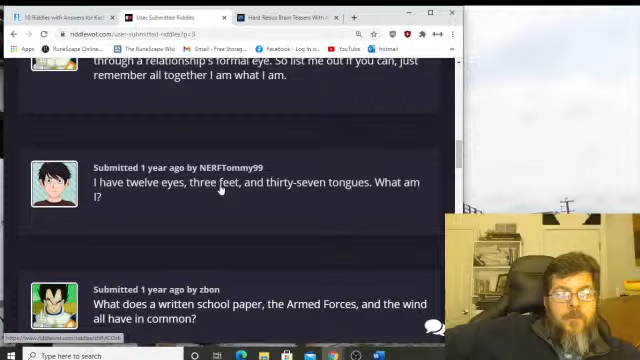 10 Riddles with Answers for Kids
User Submitted Riddles
Hard Rebus Brain Teasers With A
riddlewot.com/user-submitted-riddles/?p=3
Apps
RuneScape Online
The RuneScape Wiki
Gmail - Free Storag...
Facebook - Log In o...
YouTube
hotmail
through a relationship's formal eye. So list me out if you can, just
remember all together I am what I am.
Submitted 1 year ago by NERFTommy99
I have twelve eyes, three feet, and thirty-seven tongues. What am
I?
Submitted 1 year ago by zbon
What does a written school paper, the Armed Forces, and the wind
all have in common?
Type here to search